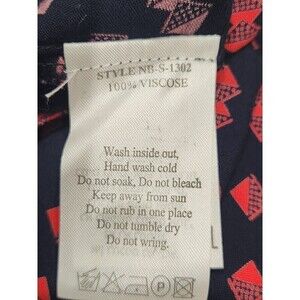 STYLE NB-S-1302
100% VISCOSE
Wash inside out,
Hand wash cold
Do not soak, Do not bleach
Keep away from sun
Do not rub in one place
Do not tumble dry
Do not wring.
L
P